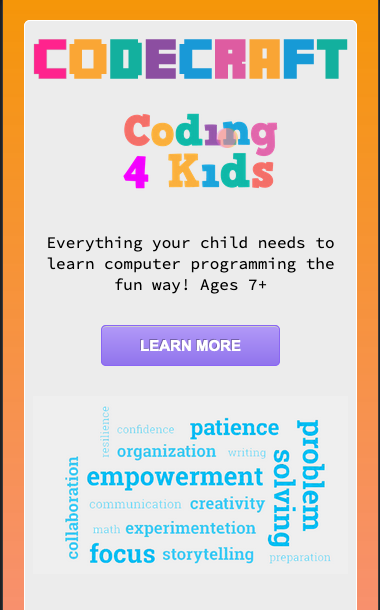 CODECRAFT
Coding
4 Kids
Everything your child needs to
learn computer programming the
fun way! Ages 7+
LEARN MORE
resilience
confidence
patience
organization
writing
problem
solving
empowerment
collaboration
communication
creativity
math
experimentetion
focus
storytelling
preparation